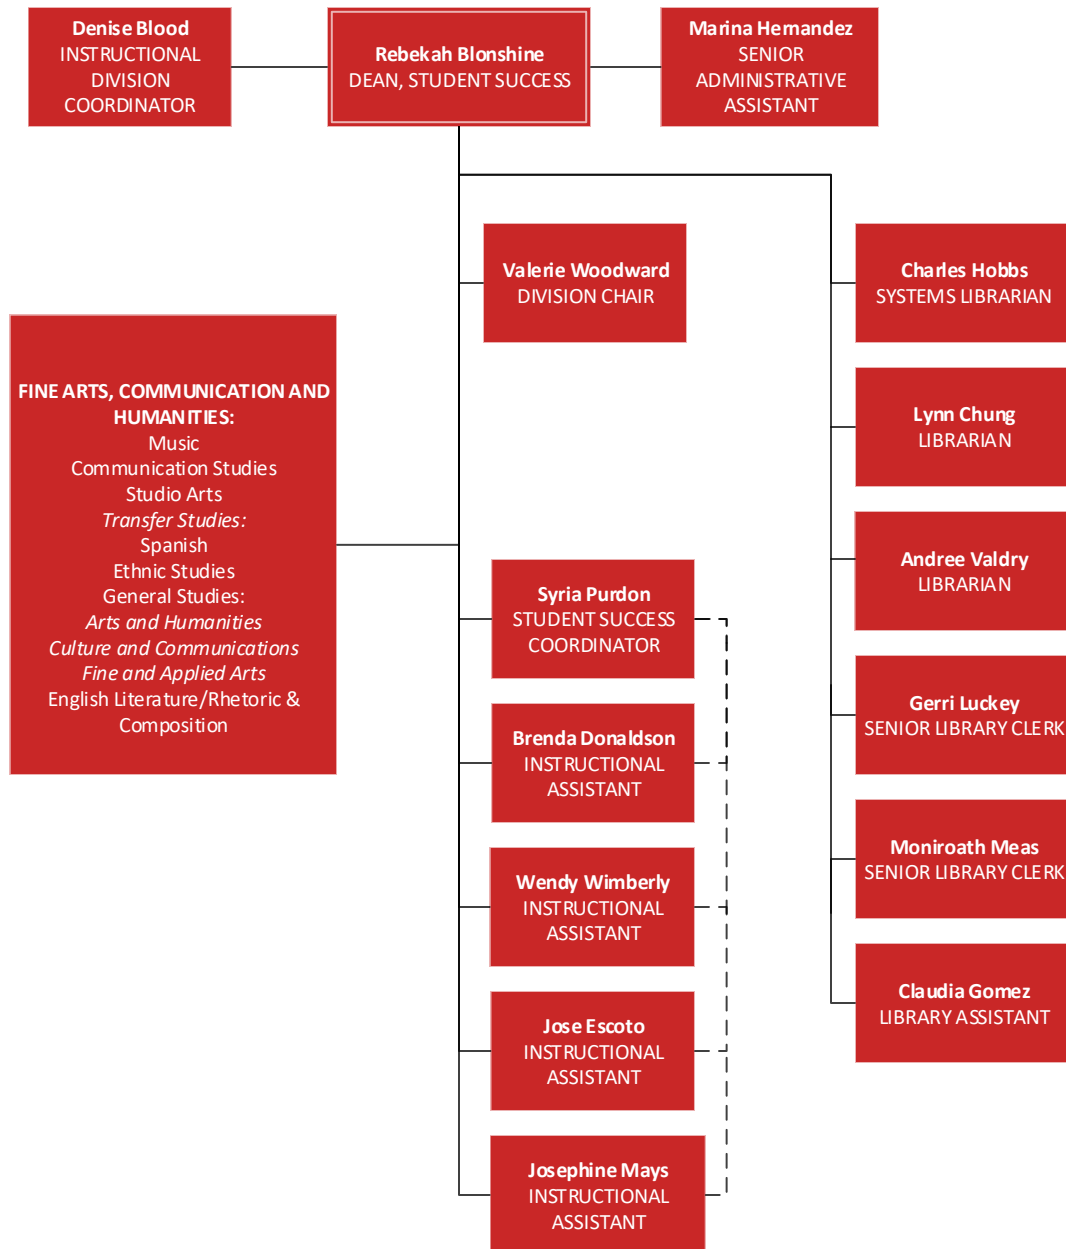 Denise Blood
INSTRUCTIONAL
DIVISION
COORDINATOR
Rebekah Blonshine
DEAN, STUDENT SUCCESS
Marina Hernandez
SENIOR
ADMINISTRATIVE
ASSISTANT
Valerie Woodward
DIVISION CHAIR
Charles Hobbs
SYSTEMS LIBRARIAN
FINE ARTS, COMMUNICATION AND
HUMANITIES:
Music
Communication Studies
Studio Arts
Transfer Studies:
Spanish
Ethnic Studies
General Studies:
Arts and Humanities
Culture and Communications
Fine and Applied Arts
English Literature/Rhetoric &
Composition
Lynn Chung
LIBRARIAN
Andree Valdry
LIBRARIAN
Syria Purdon
STUDENT SUCCESS
COORDINATOR
Gerri Luckey
SENIOR LIBRARY CLERK
Brenda Donaldson
INSTRUCTIONAL
ASSISTANT
Moniroath Meas
SENIOR LIBRARY CLERK
Wendy Wimberly
INSTRUCTIONAL
ASSISTANT
Claudia Gomez
LIBRARY ASSISTANT
Jose Escoto
INSTRUCTIONAL
ASSISTANT
Josephine Mays
INSTRUCTIONAL
ASSISTANT